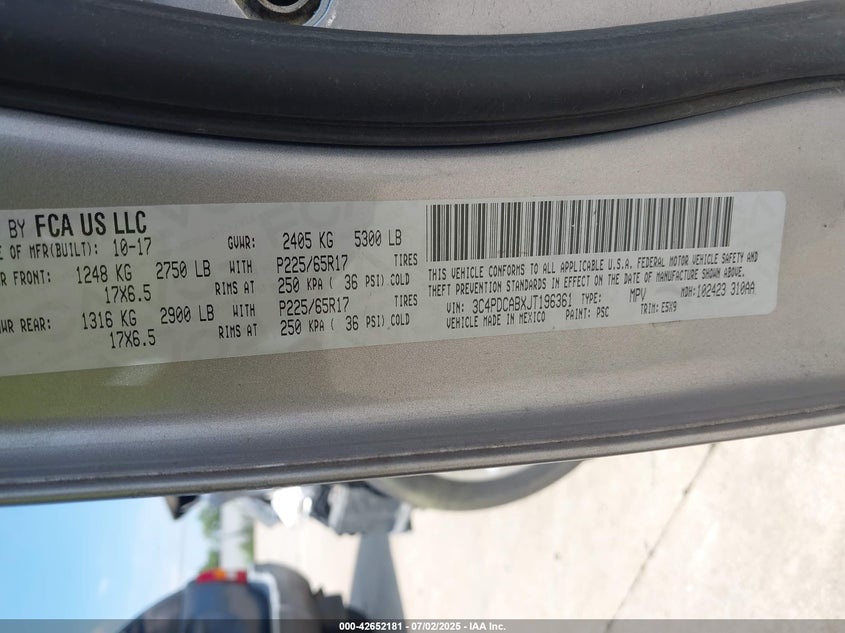 BY FCA US LLC
E OF MFR(BUILT): 10-17 GVWR: 2405 KG 5300 LB
R FRONT: 1248 KG 2750 LB WITH P225/65R17 TIRES
17X6.5 RIMS AT 250 KPA ( 36 PSI) COLD
WR REAR: 1316 KG 2900 LB WITH P225/65R17 TIRES
17X6.5 RIMS AT 250 KPA ( 36 PSI) COLD
THIS VEHICLE CONFORMS TO ALL APPLICABLE U.S.A. FEDERAL MOTOR VEHICLE SAFETY AND
THEFT PREVENTION STANDARDS IN EFFECT ON THE DATE OF MANUFACTURE SHOWN ABOVE.
VIN: 3C4PDCABXJT196361 TYPE: MPV MDH:102423 310AA
VEHICLE MADE IN MEXICO PAINT: PSC TRIM: E5X9
000-42652181 - 07/02/2025 - IAA Inc.